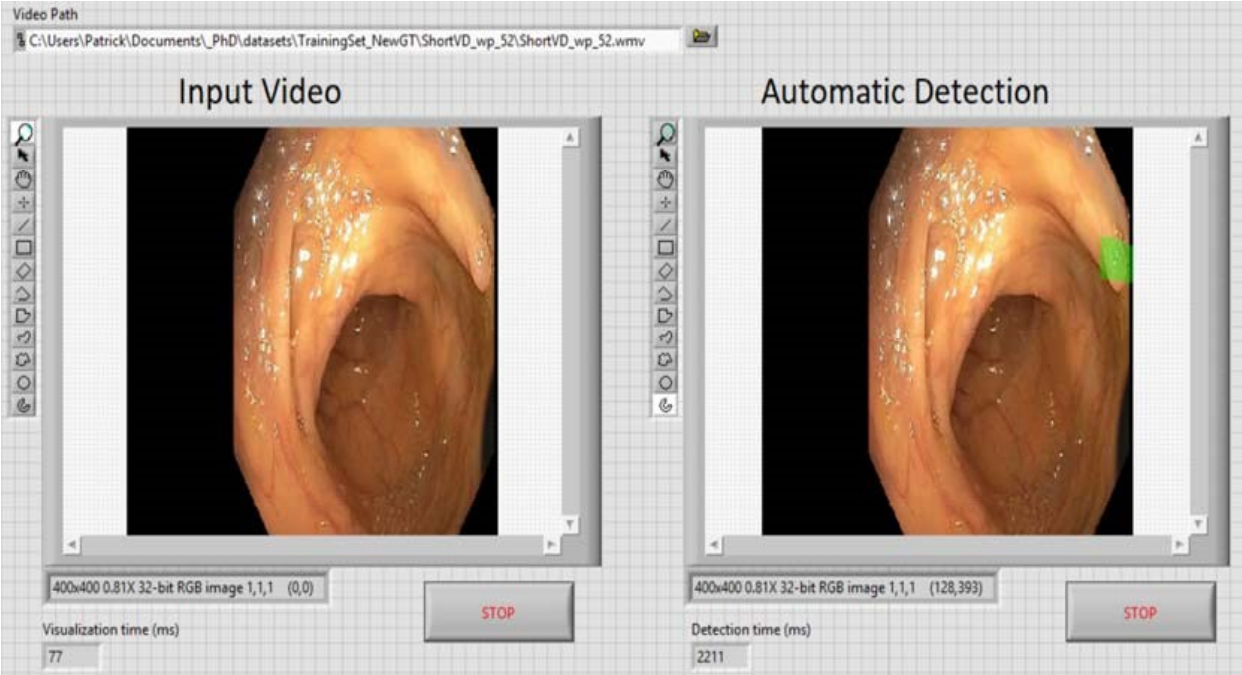 Video Path
C:\Users\Patrick\Documents\_PhD\datasets\TrainingSet_NewGT\ShortVD_wp_52\ShortVD_wp_52.wmv
Input Video
Automatic Detection
400x400 0.81X 32-bit RGB image 1,1,1 (0,0)
400x400 0.81X 32-bit RGB image 1,1,1 (128,393)
STOP
STOP
Visualization time (ms)
Detection time (ms)
77
2211